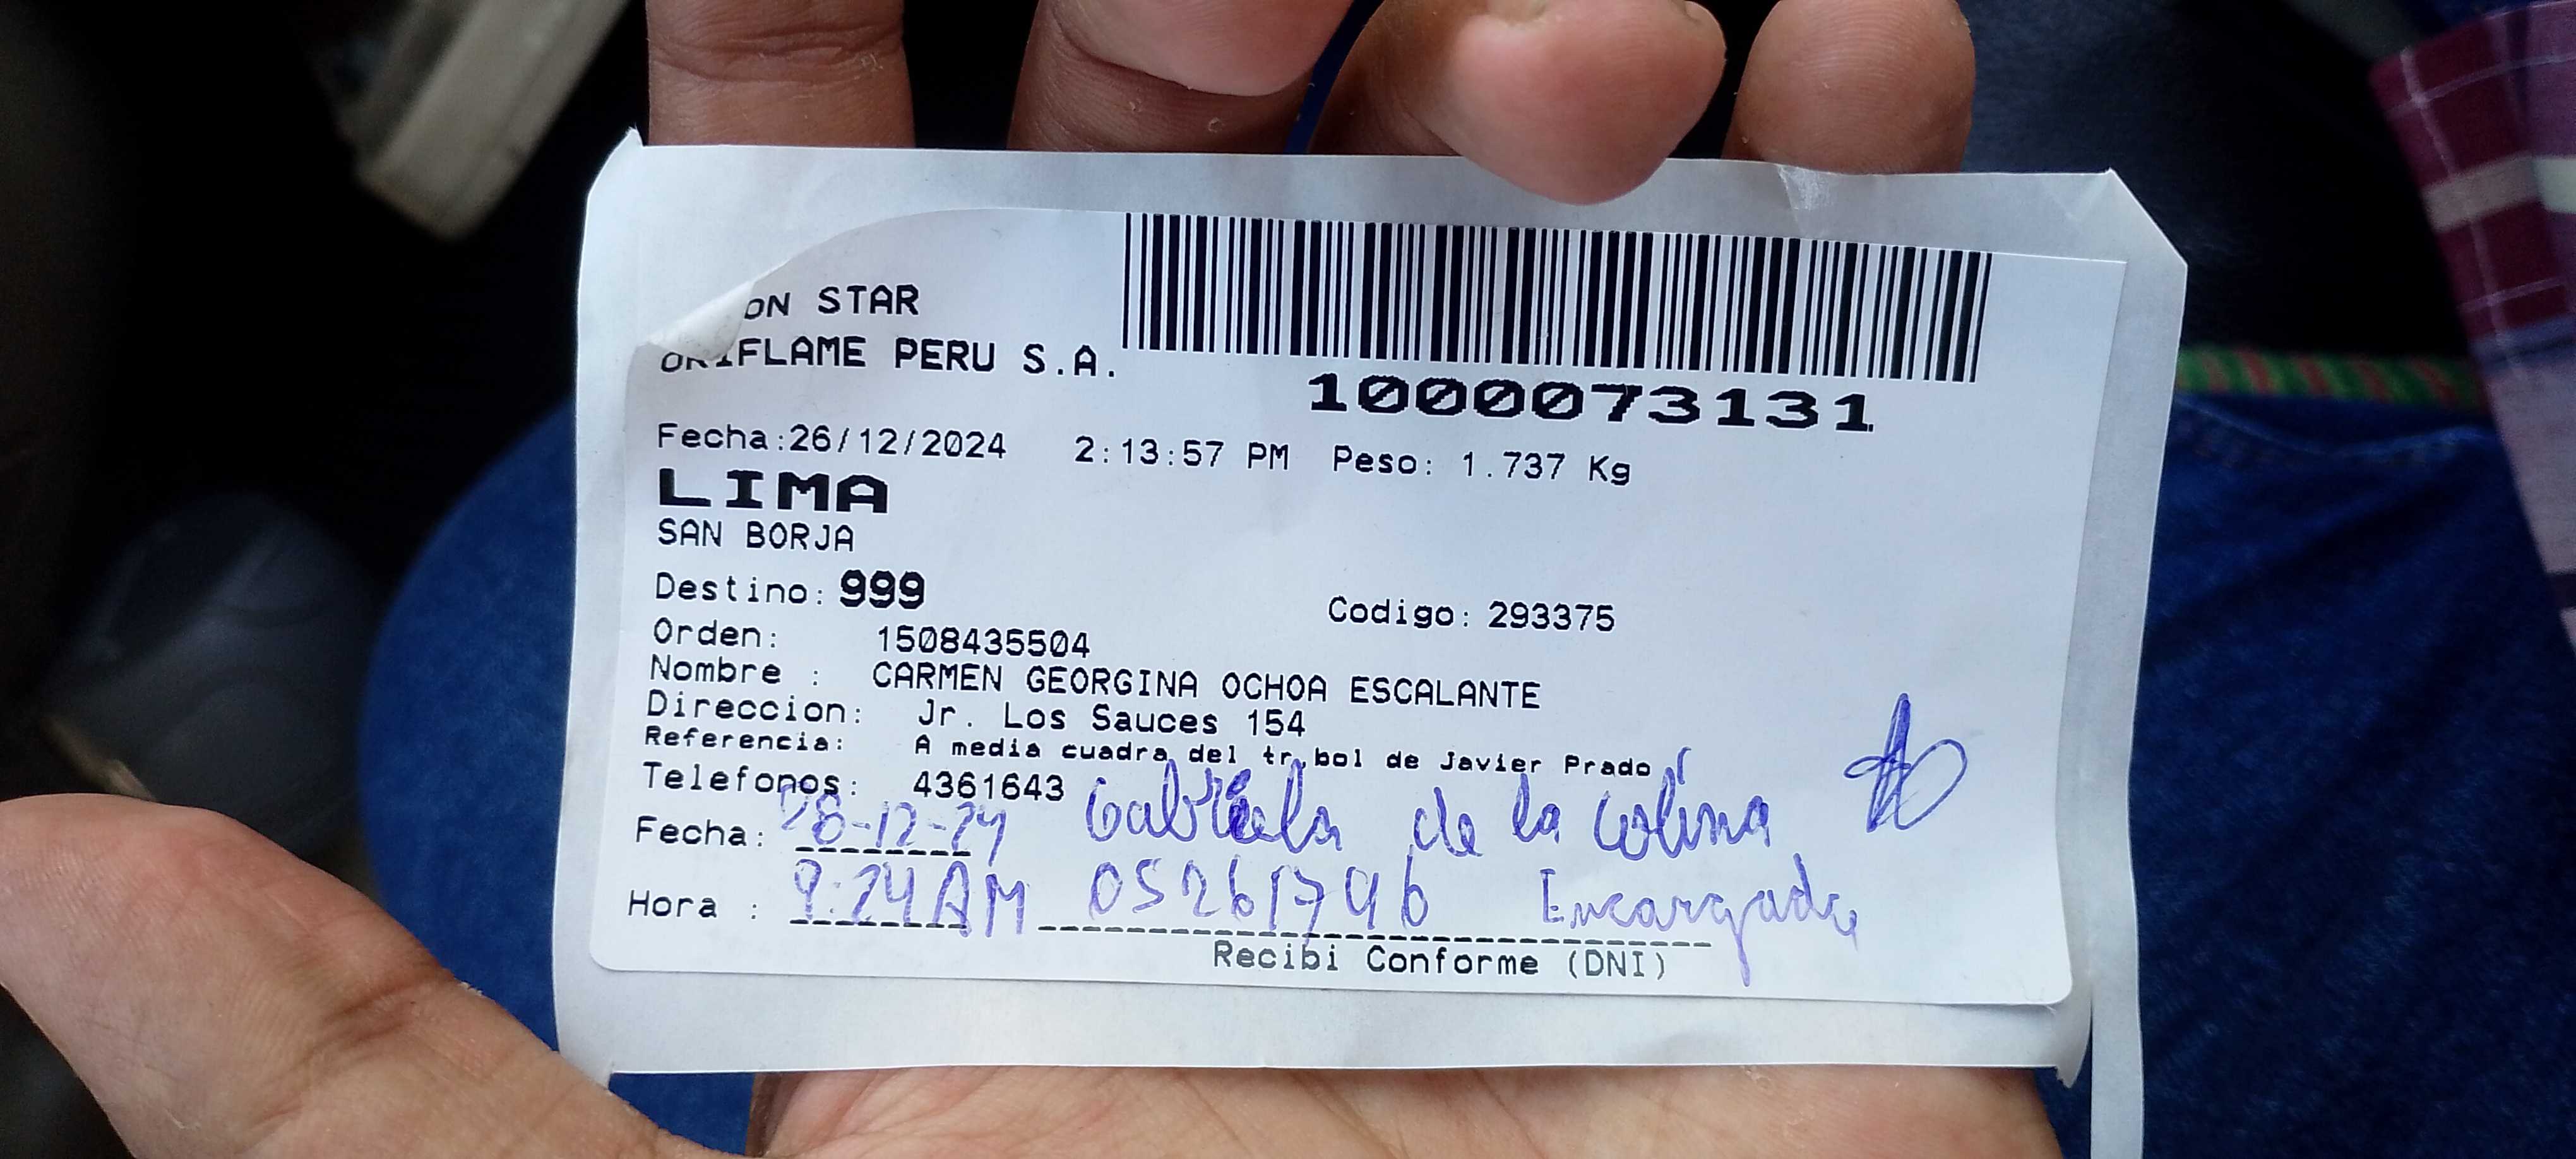 ON STAR
ORIFLAME PERU S.A.
1000073131
Fecha:26/12/2024 2:13:57 PM Peso: 1.737 Kg
LIMA
SAN BORJA
Destino: 999 Codigo: 293375
Orden: 1508435504
Nombre : CARMEN GEORGINA OCHOA ESCALANTE
Direccion: Jr. Los Sauces 154
Referencia: A media cuadra del tr,bol de Javier Prado
Telefonos: 4361643
Fecha: 28-12-24 Gabriela de la Colina
Hora : 9:24AM 05261796 Encargada
Recibi Conforme (DNI)